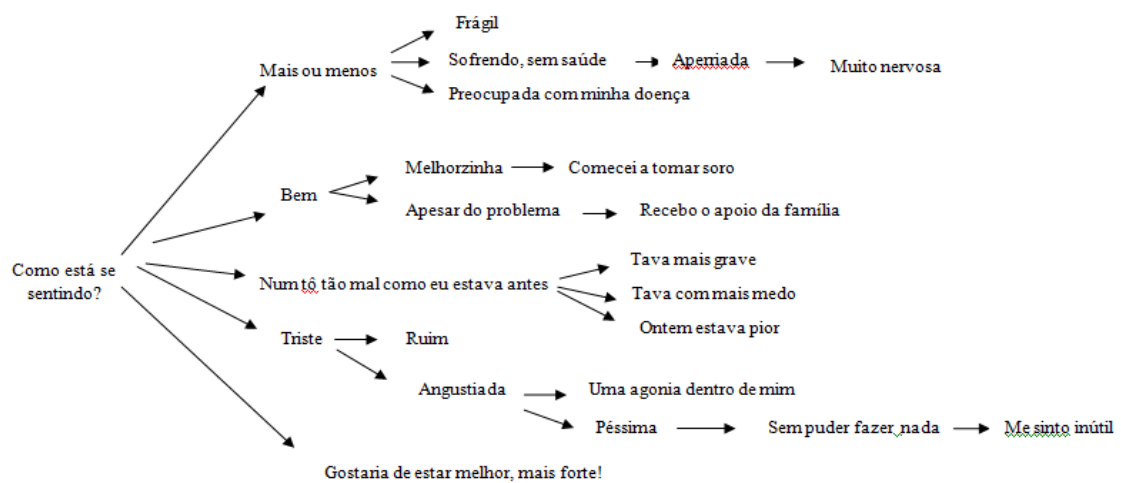 Frágil
Sofrendo, sem saúde
Aperriada
Muito nervosa
Mais ou menos
Preocupada com minha doença
Melhorzinha
Comecei a tomar soro
Bem
Apesar do problema
Recebo o apoio da família
Como está se
sentindo?
Num tô tão mal como eu estava antes
Tava mais grave
Tava com mais medo
Ontem estava pior
Triste
Ruim
Angustiada
Uma agonia dentro de mim
Péssima
Sem puder fazer nada
Me sinto inútil
Gostaria de estar melhor, mais forte!